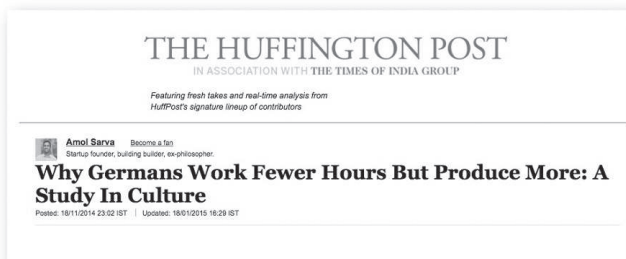 THE HUFFINGTON POST
IN ASSOCIATION WITH THE TIMES OF INDIA GROUP
Featuring fresh takes and real-time analysis from
HuffPost's signature lineup of contributors
Amol Sarva Become a fan
Startup founder, building builder, ex-philosopher.
Why Germans Work Fewer Hours But Produce More: A
Study In Culture
Posted: 18/11/2014 23:02 IST | Updated: 18/01/2015 16:29 IST